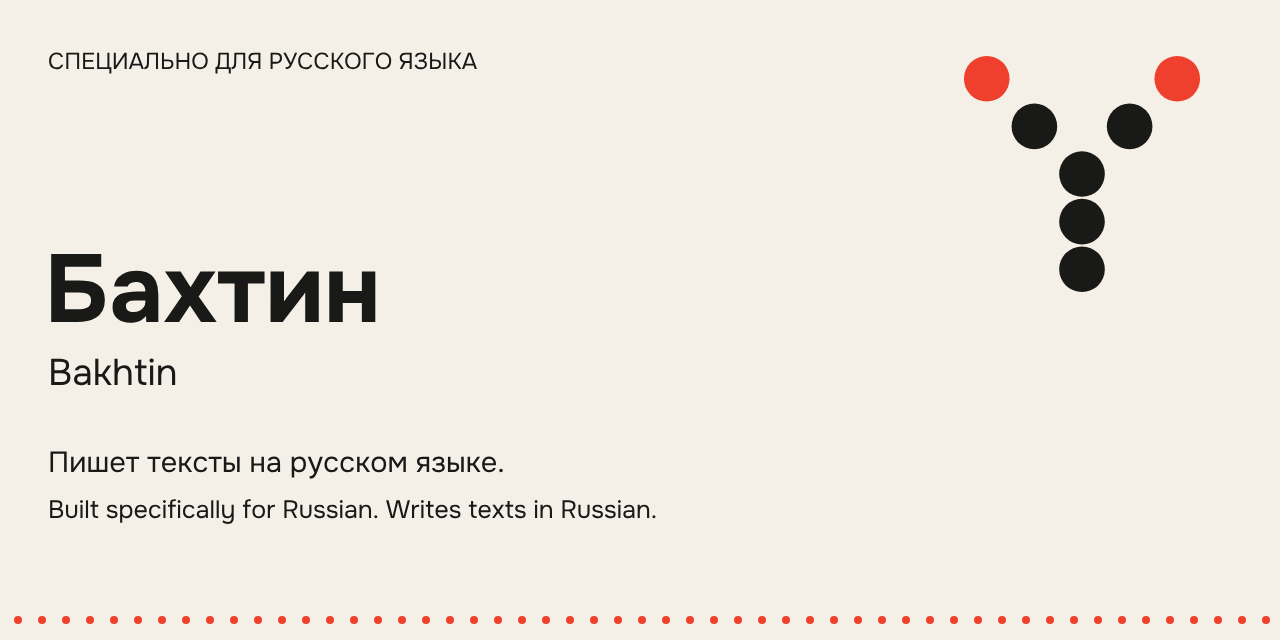 СПЕЦИАЛЬНО ДЛЯ РУССКОГО ЯЗЫКА
Бахтин
Bakhtin
Пишет тексты на русском языке.
Built specifically for Russian. Writes texts in Russian.